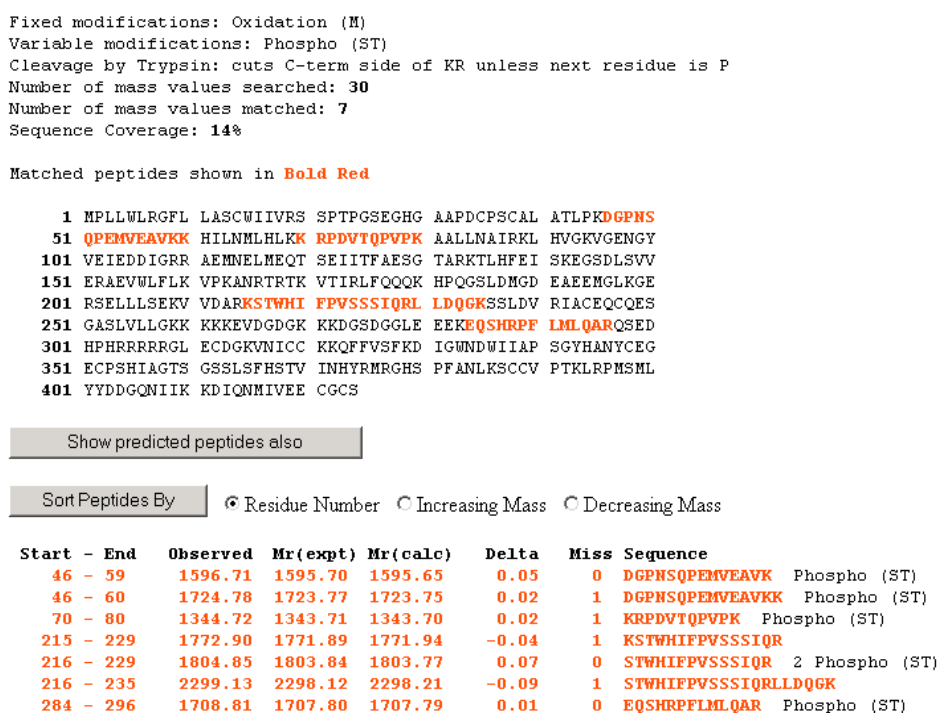 Fixed modifications: Oxidation (M)
Variable modifications: Phospho (ST)
Cleavage by Trypsin: cuts C-term side of KR unless next residue is P
Number of mass values searched: 30
Number of mass values matched: 7
Sequence Coverage: 14%
Matched peptides shown in Bold Red
1 MPLLWLRGFL LASCWIIVRS SPTPGSEGHG AAPDCPSCAL ATLPKDGPNS
51 QPEMVEAVKK HILNMLHLKK RPDVTQPVPK AALLNAIRKL HVGKVGENGY
101 VEIEDDIGRR AEMNELMEQT SEIITFAESG TARKTLHFEI SKEGSDLSVV
151 ERAEVWLFLK VPKANRTRTK VTIRLFQQQK HPQGSLDMGD EAEEMGLKGE
201 RSELLLSEKV VDARKSTWHI FPVSSSIQRL LDQGKSSLDV RIACEQCQES
251 GASLVLLGKK KKKEVDGDGK KKDGSDGGLE EEKEQSHRPF LMLQARQSED
301 HPHRRRRRGL ECDGKVNICC KKQFFVSFKD IGWNDWIIAP SGYHANYCEG
351 ECPSHIAGTS GSSLSFHSTV INHYRMRGHS PFANLKSCCV PTKLRPMSML
401 YYDDGQNIIK KDIQNMIVEE CGCS
Show predicted peptides also
Sort Peptides By Residue Number Increasing Mass Decreasing Mass
Start - End Observed Mr(expt) Mr(calc) Delta Miss Sequence
46 - 59 1596.71 1595.70 1595.65 0.05 0 DGPNSQPEMVEAVK Phospho (ST)
46 - 60 1724.78 1723.77 1723.75 0.02 1 DGPNSQPEMVEAVKK Phospho (ST)
70 - 80 1344.72 1343.71 1343.70 0.02 1 KRPDVTQPVPK Phospho (ST)
215 - 229 1772.90 1771.89 1771.94 -0.04 1 KSTWHIFPVSSSIQR
216 - 229 1804.85 1803.84 1803.77 0.07 0 STWHIFPVSSSIQR 2 Phospho (ST)
216 - 235 2299.13 2298.12 2298.21 -0.09 1 STWHIFPVSSSIQRLLDQGK
284 - 296 1708.81 1707.80 1707.79 0.01 0 EQSHRPFLMLQAR Phospho (ST)